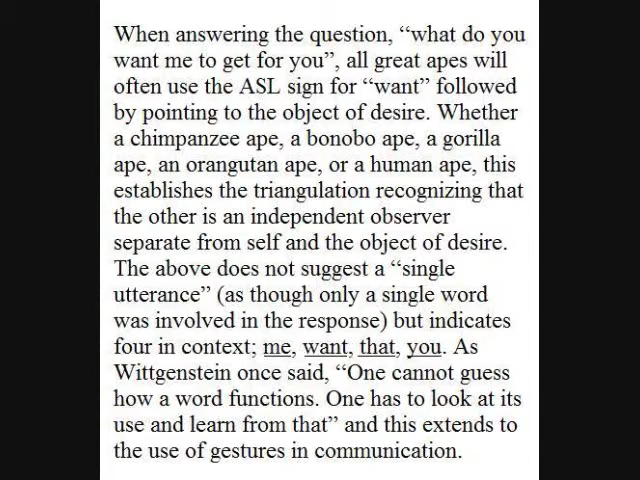 When answering the question, “what do you
want me to get for you”, all great apes will
often use the ASL sign for “want” followed
by pointing to the object of desire. Whether
a chimpanzee ape, a bonobo ape, a gorilla
ape, an orangutan ape, or a human ape, this
establishes the triangulation recognizing that
the other is an independent observer
separate from self and the object of desire.
The above does not suggest a “single
utterance” (as though only a single word
was involved in the response) but indicates
four in context; me, want, that, you. As
Wittgenstein once said, “One cannot guess
how a word functions. One has to look at its
use and learn from that” and this extends to
the use of gestures in communication.